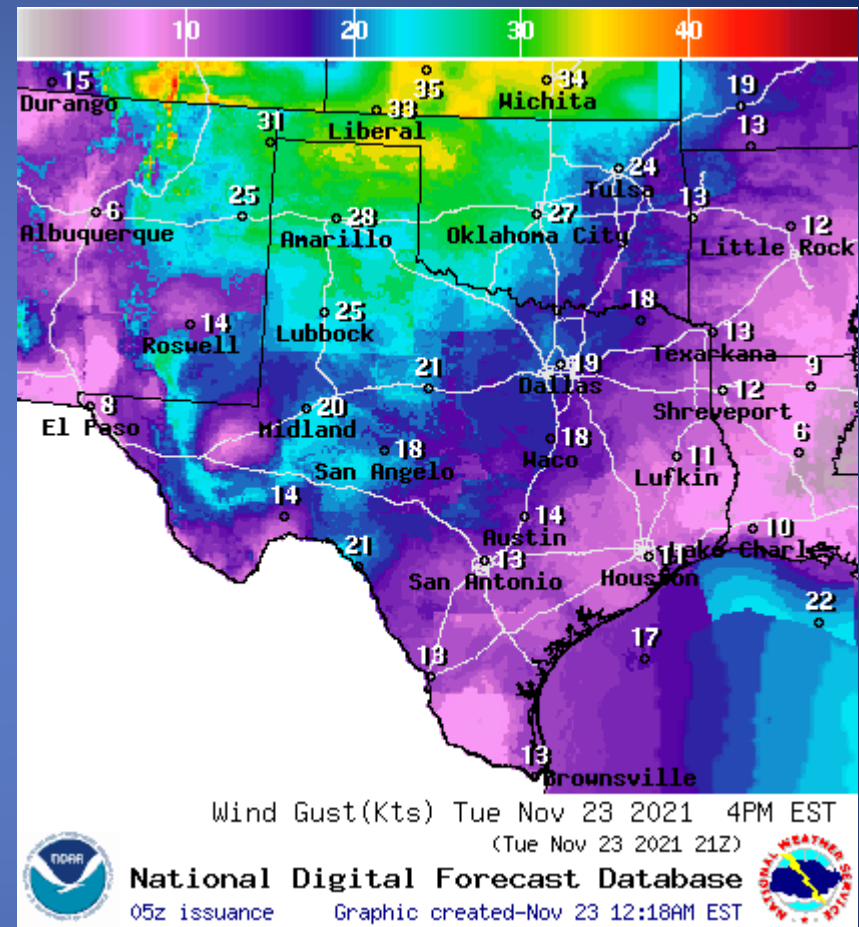 10 20 30 40
15 35 34 19
Durango Wichita
33
Liberal
31 13
24
Tulsa
6 25 28 27 13 12
Albuquerque Amarillo Oklahoma City Little Rock
14 25 18 13
Roswell Lubbock Texarkana
19
21 Dallas 12 9
8 20 Shreveport
El Paso Midland
18 18 11 6
San Angelo Waco Lufkin
14 14 10
Austin
21 13 11 Lake Charles
San Antonio Houston
22
17
13
13
Brownsville
Wind Gust(Kts) Tue Nov 23 2021 4PM EST
(Tue Nov 23 2021 21Z)
NOAA
National Digital Forecast Database
05z issuance Graphic created-Nov 23 12:18AM EST
NATIONAL WEATHER SERVICE